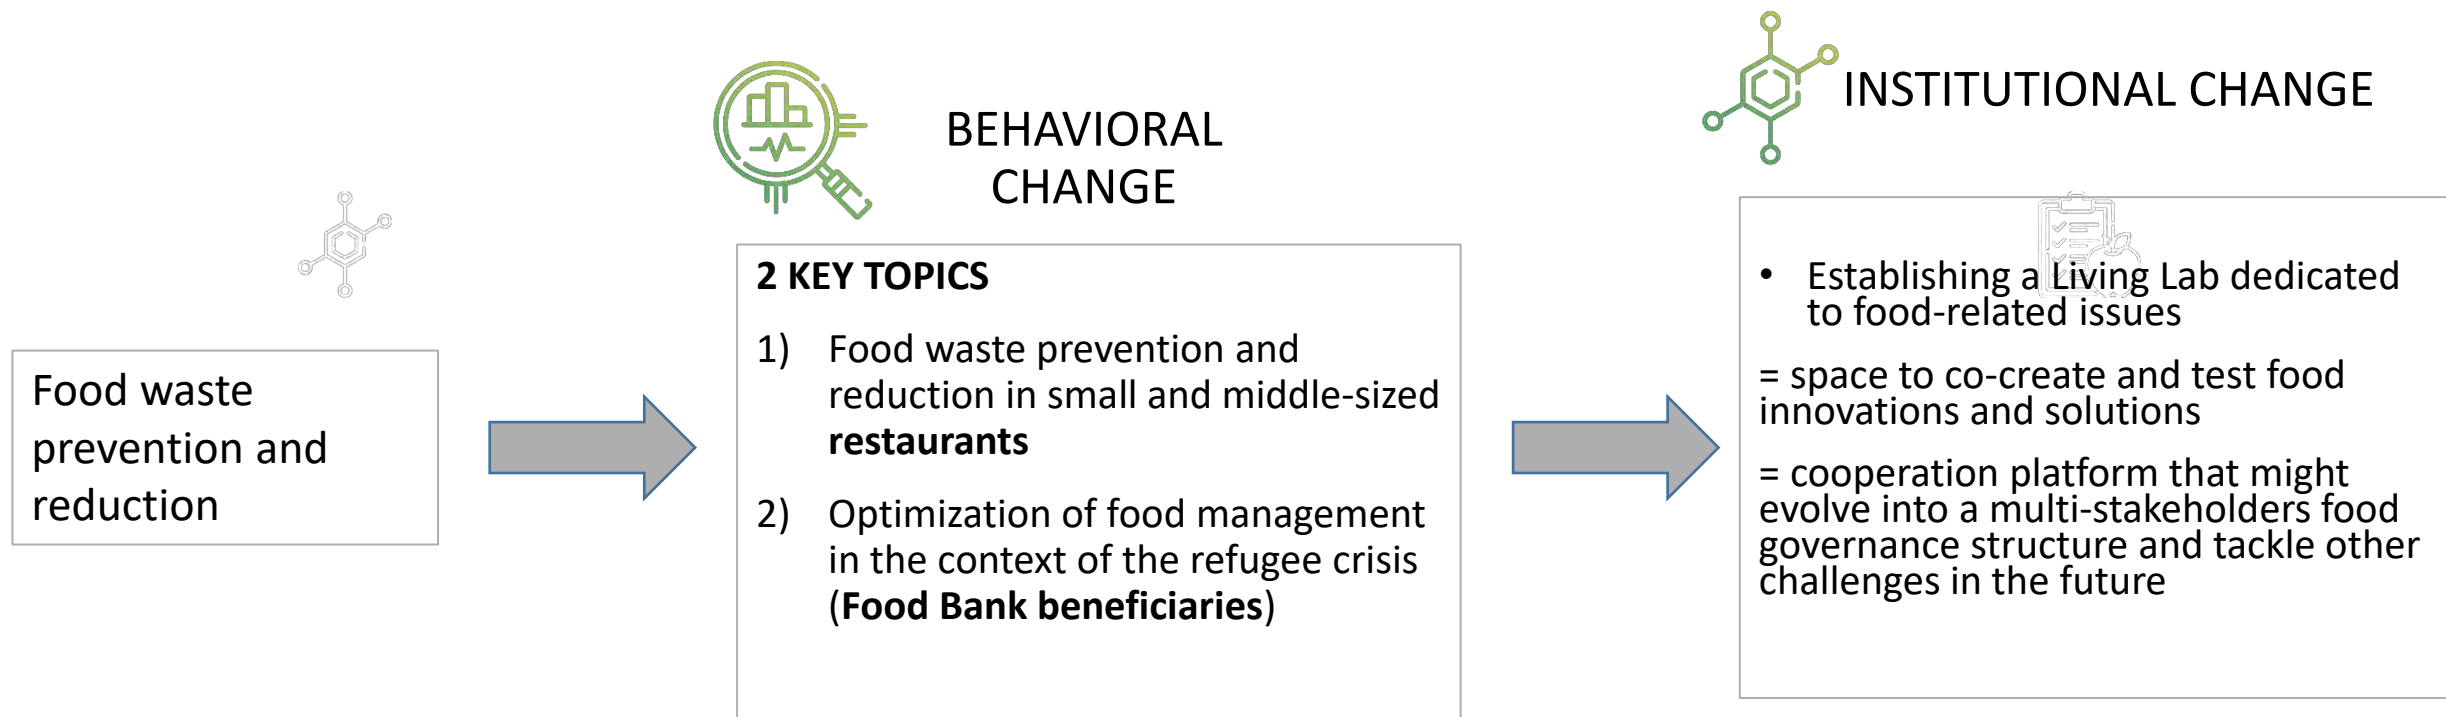 Food waste
prevention and
reduction
BEHAVIORAL
CHANGE
2 KEY TOPICS
1) Food waste prevention and
reduction in small and middle-sized
restaurants
2) Optimization of food management
in the context of the refugee crisis
(Food Bank beneficiaries)
INSTITUTIONAL CHANGE
• Establishing a Living Lab dedicated
to food-related issues
= space to co-create and test food
innovations and solutions
= cooperation platform that might
evolve into a multi-stakeholders food
governance structure and tackle other
challenges in the future